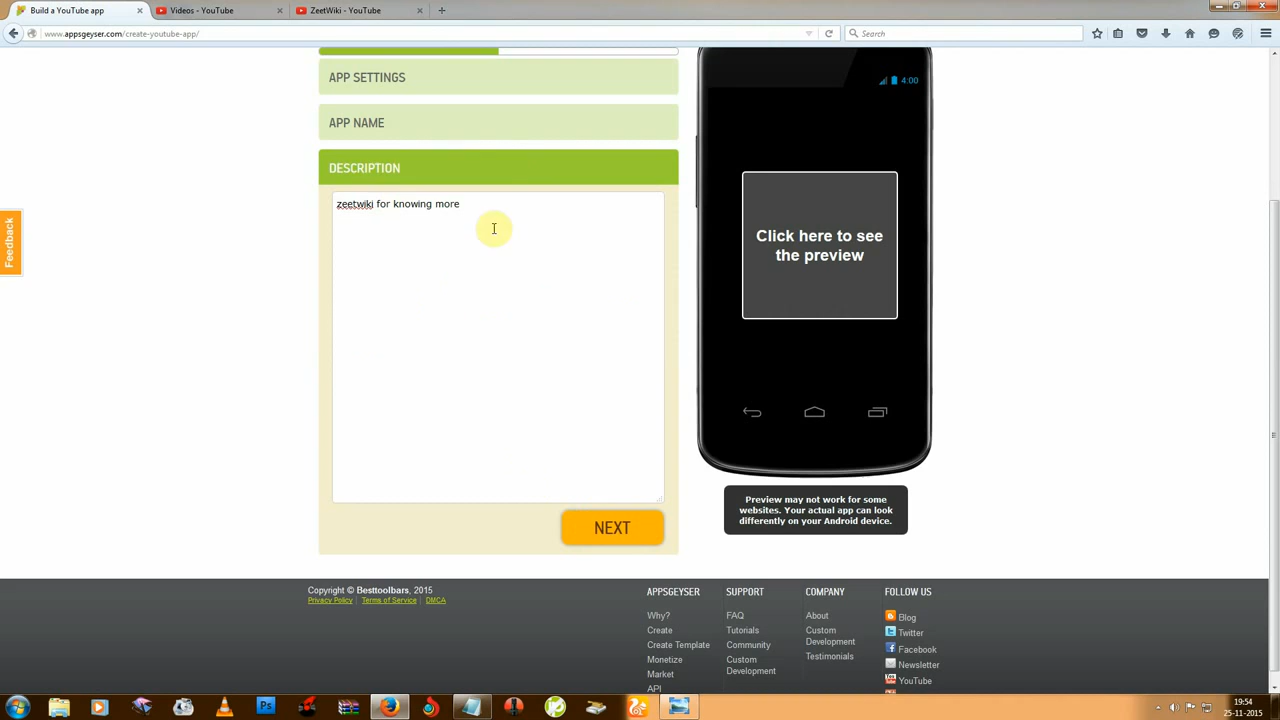 Build a YouTube app
Videos - YouTube
ZeetWiki - YouTube
www.appsgeyser.com/create-youtube-app/
Search
APP SETTINGS
APP NAME
DESCRIPTION
zeetwiki for knowing more
NEXT
Feedback
4:00
Click here to see
the preview
Preview may not work for some
websites. Your actual app can look
differently on your Android device.
Copyright © Besttoolbars, 2015
Privacy Policy | Terms of Service | DMCA
APPSGEYSER
Why?
Create
Create Template
Monetize
Market
API
SUPPORT
FAQ
Tutorials
Community
Custom
Development
COMPANY
About
Custom
Development
Testimonials
FOLLOW US
Blog
Twitter
Facebook
Newsletter
YouTube
Ps
19:54
25-11-2015